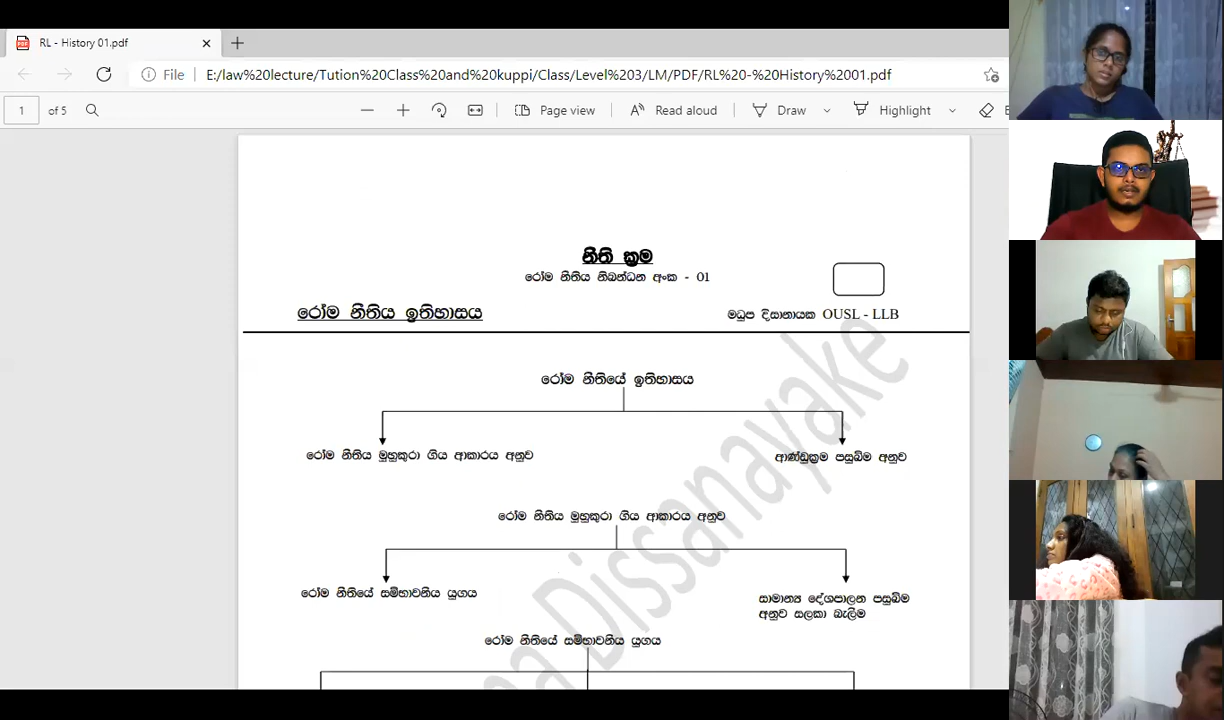 RL - History 01.pdf
File E:/law%20lecture/Tution%20Class%20and%20kuppi/Class/Level%203/LM/PDF/RL%20-%20History%2001.pdf
1 of 5 Page view Read aloud Draw Highlight
නීති ක්‍රම
රෝම නීතිය නිබන්ධන අංක - 01
රෝම නීතිය ඉතිහාසය මධුප දිසානායක OUSL - LLB
රෝම නීතියේ ඉතිහාසය
රෝම නීතිය මුහුකුරා ගිය ආකාරය අනුව ආණ්ඩුක්‍රම පසුබිම අනුව
රෝම නීතිය මුහුකුරා ගිය ආකාරය අනුව
රෝම නීතියේ සම්භාවනීය යුගය සාමාන්‍ය දේශපාලන පසුබිම
අනුව සලකා බැලීම
රෝම නීතියේ සම්භාවනීය යුගය
Dissanayake